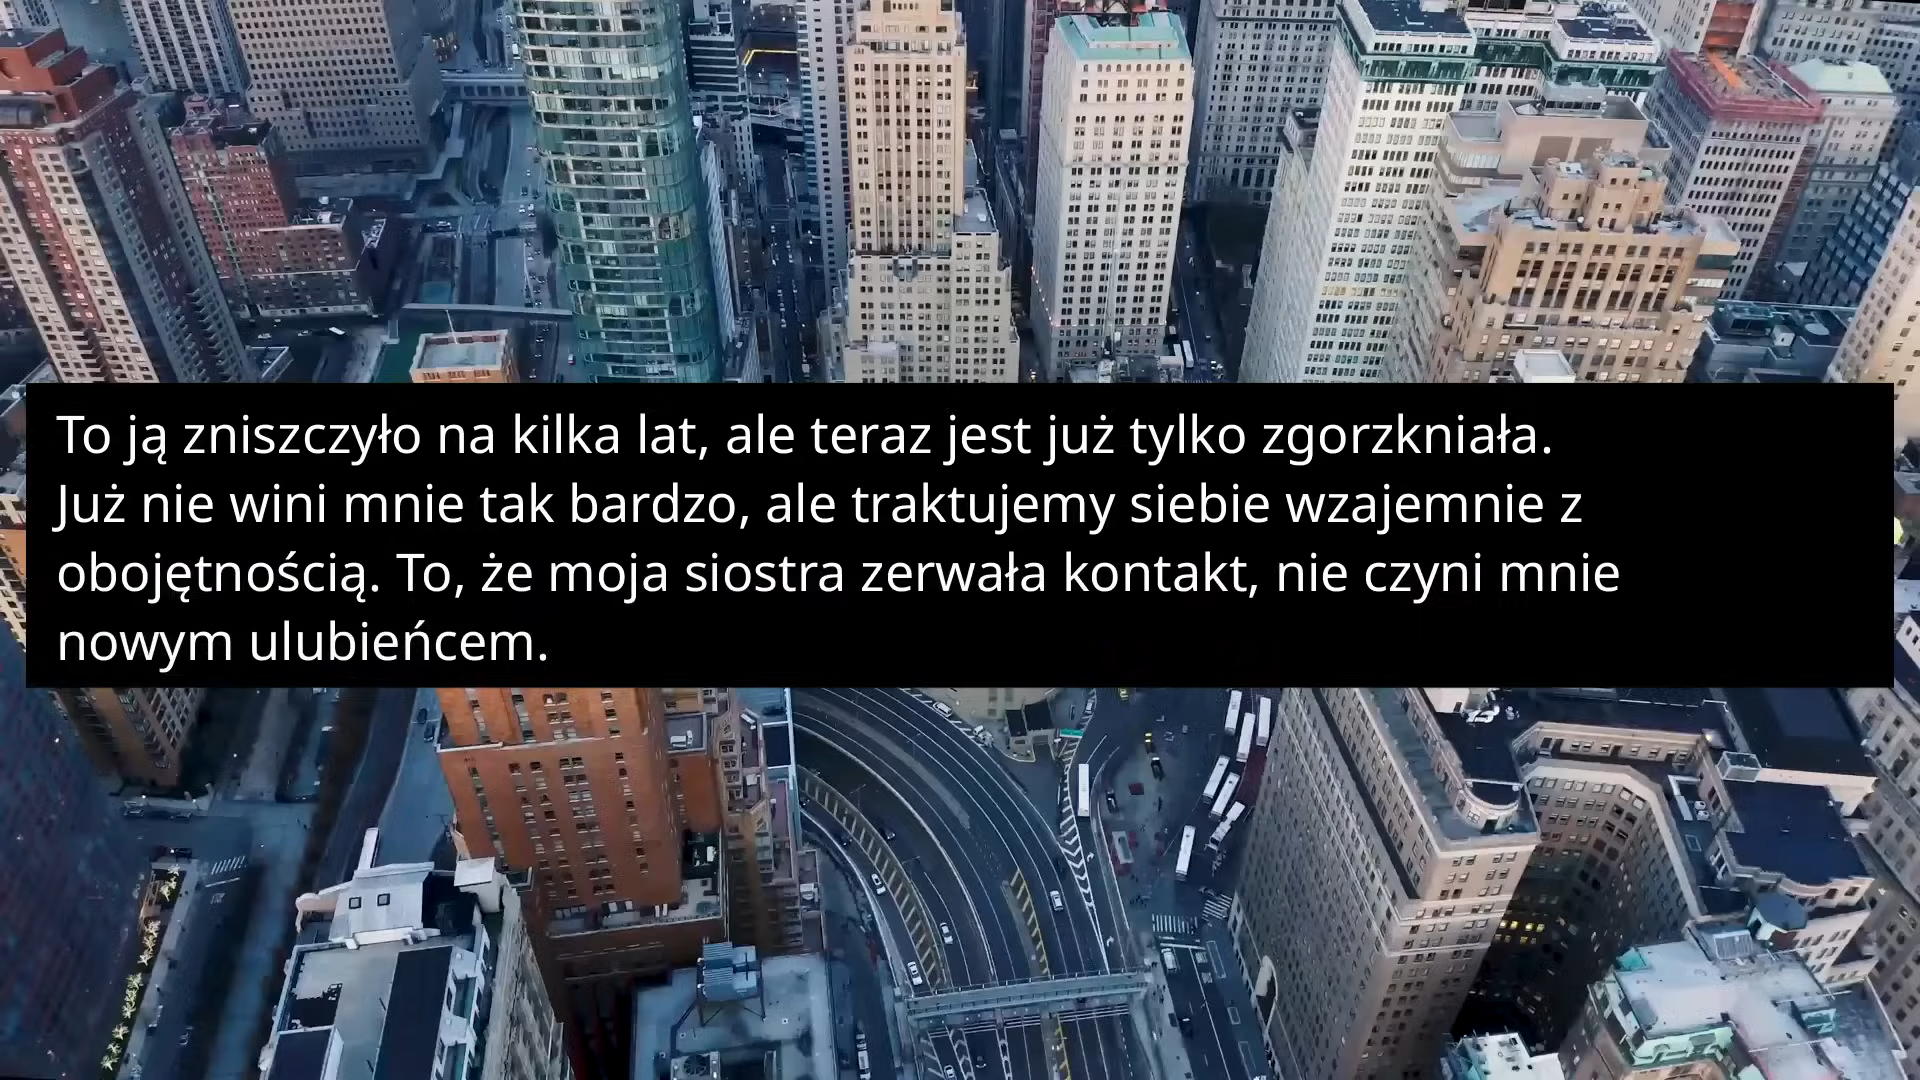 To ją zniszczyło na kilka lat, ale teraz jest już tylko zgorzkniała.
Już nie wini mnie tak bardzo, ale traktujemy siebie wzajemnie z
obojętnością. To, że moja siostra zerwała kontakt, nie czyni mnie
nowym ulubieńcem.